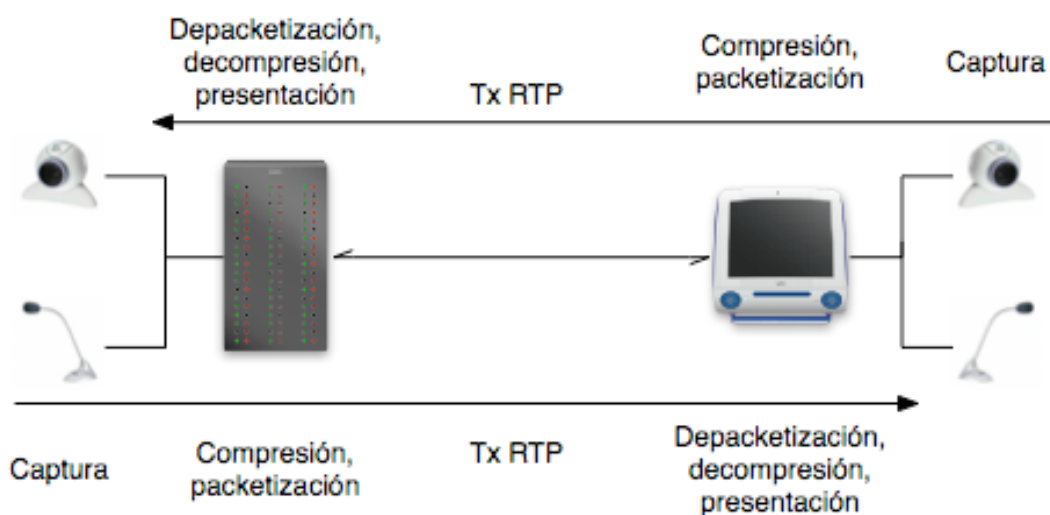 Depacketización,
decompresión,
presentación
Tx RTP
Compresión,
packetización
Captura
Captura
Compresión,
packetización
Tx RTP
Depacketización,
decompresión,
presentación